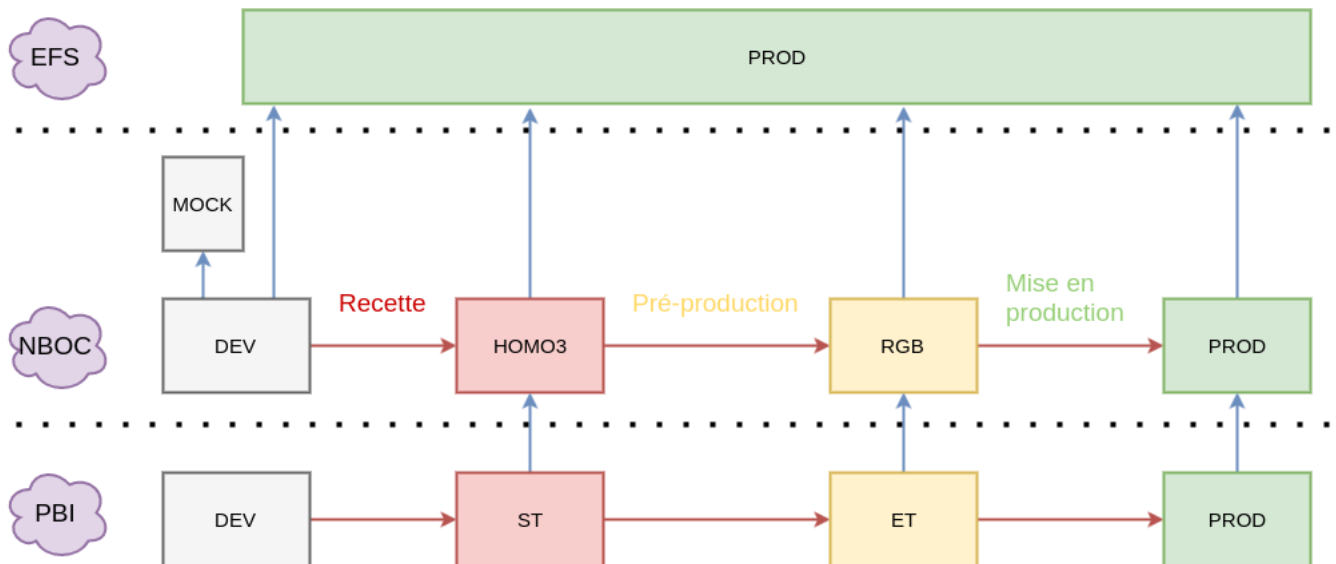 EFS
PROD
MOCK
NBOC
DEV
Recette
HOMO3
Pré-production
RGB
Mise en
production
PROD
PBI
DEV
ST
ET
PROD